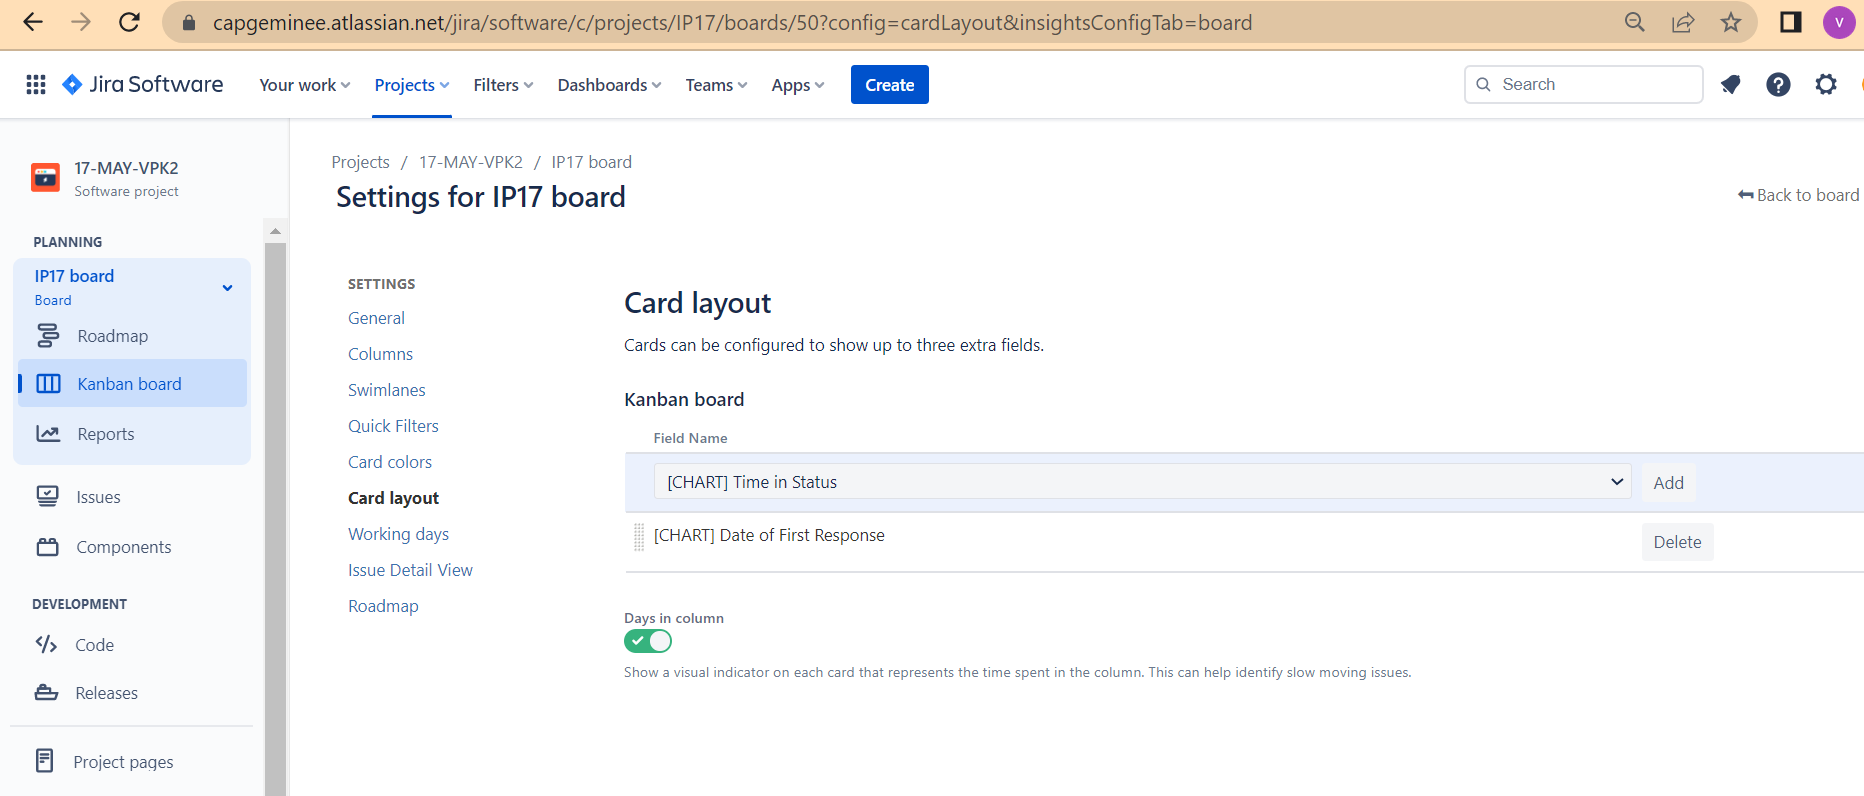 capgeminee.atlassian.net/jira/software/c/projects/IP17/boards/50?config=cardLayout&insightsConfigTab=board
V
Jira Software
Your work
Projects
Filters
Dashboards
Teams
Apps
Create
Search
17-MAY-VPK2
Software project
PLANNING
IP17 board
Board
Roadmap
Kanban board
Reports
Issues
Components
DEVELOPMENT
Code
Releases
Project pages
Projects / 17-MAY-VPK2 / IP17 board
Settings for IP17 board
Back to board
SETTINGS
General
Columns
Swimlanes
Quick Filters
Card colors
Card layout
Working days
Issue Detail View
Roadmap
Card layout
Cards can be configured to show up to three extra fields.
Kanban board
Field Name
[CHART] Time in Status
Add
[CHART] Date of First Response
Delete
Days in column
Show a visual indicator on each card that represents the time spent in the column. This can help identify slow moving issues.